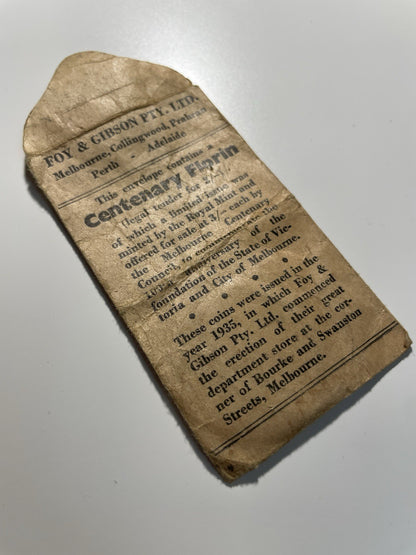 FOY & GIBSON PTY. LTD.
Melbourne, Collingwood, Prahran
Perth - Adelaide
This envelope contains a
Centenary Florin
(legal tender for 2/-)
of which a limited issue was
minted by the Royal Mint and
offered for sale at 3/- each by
the Melbourne Centenary
Council, to the
anniversary of the
foundation of the State of Vic-
toria and City of Melbourne.
These coins were issued in the
year 1935, in which Foy &
Gibson Pty. Ltd. commenced
the erection of their great
department store at the cor-
ner of Bourke and Swanston
Streets, Melbourne.